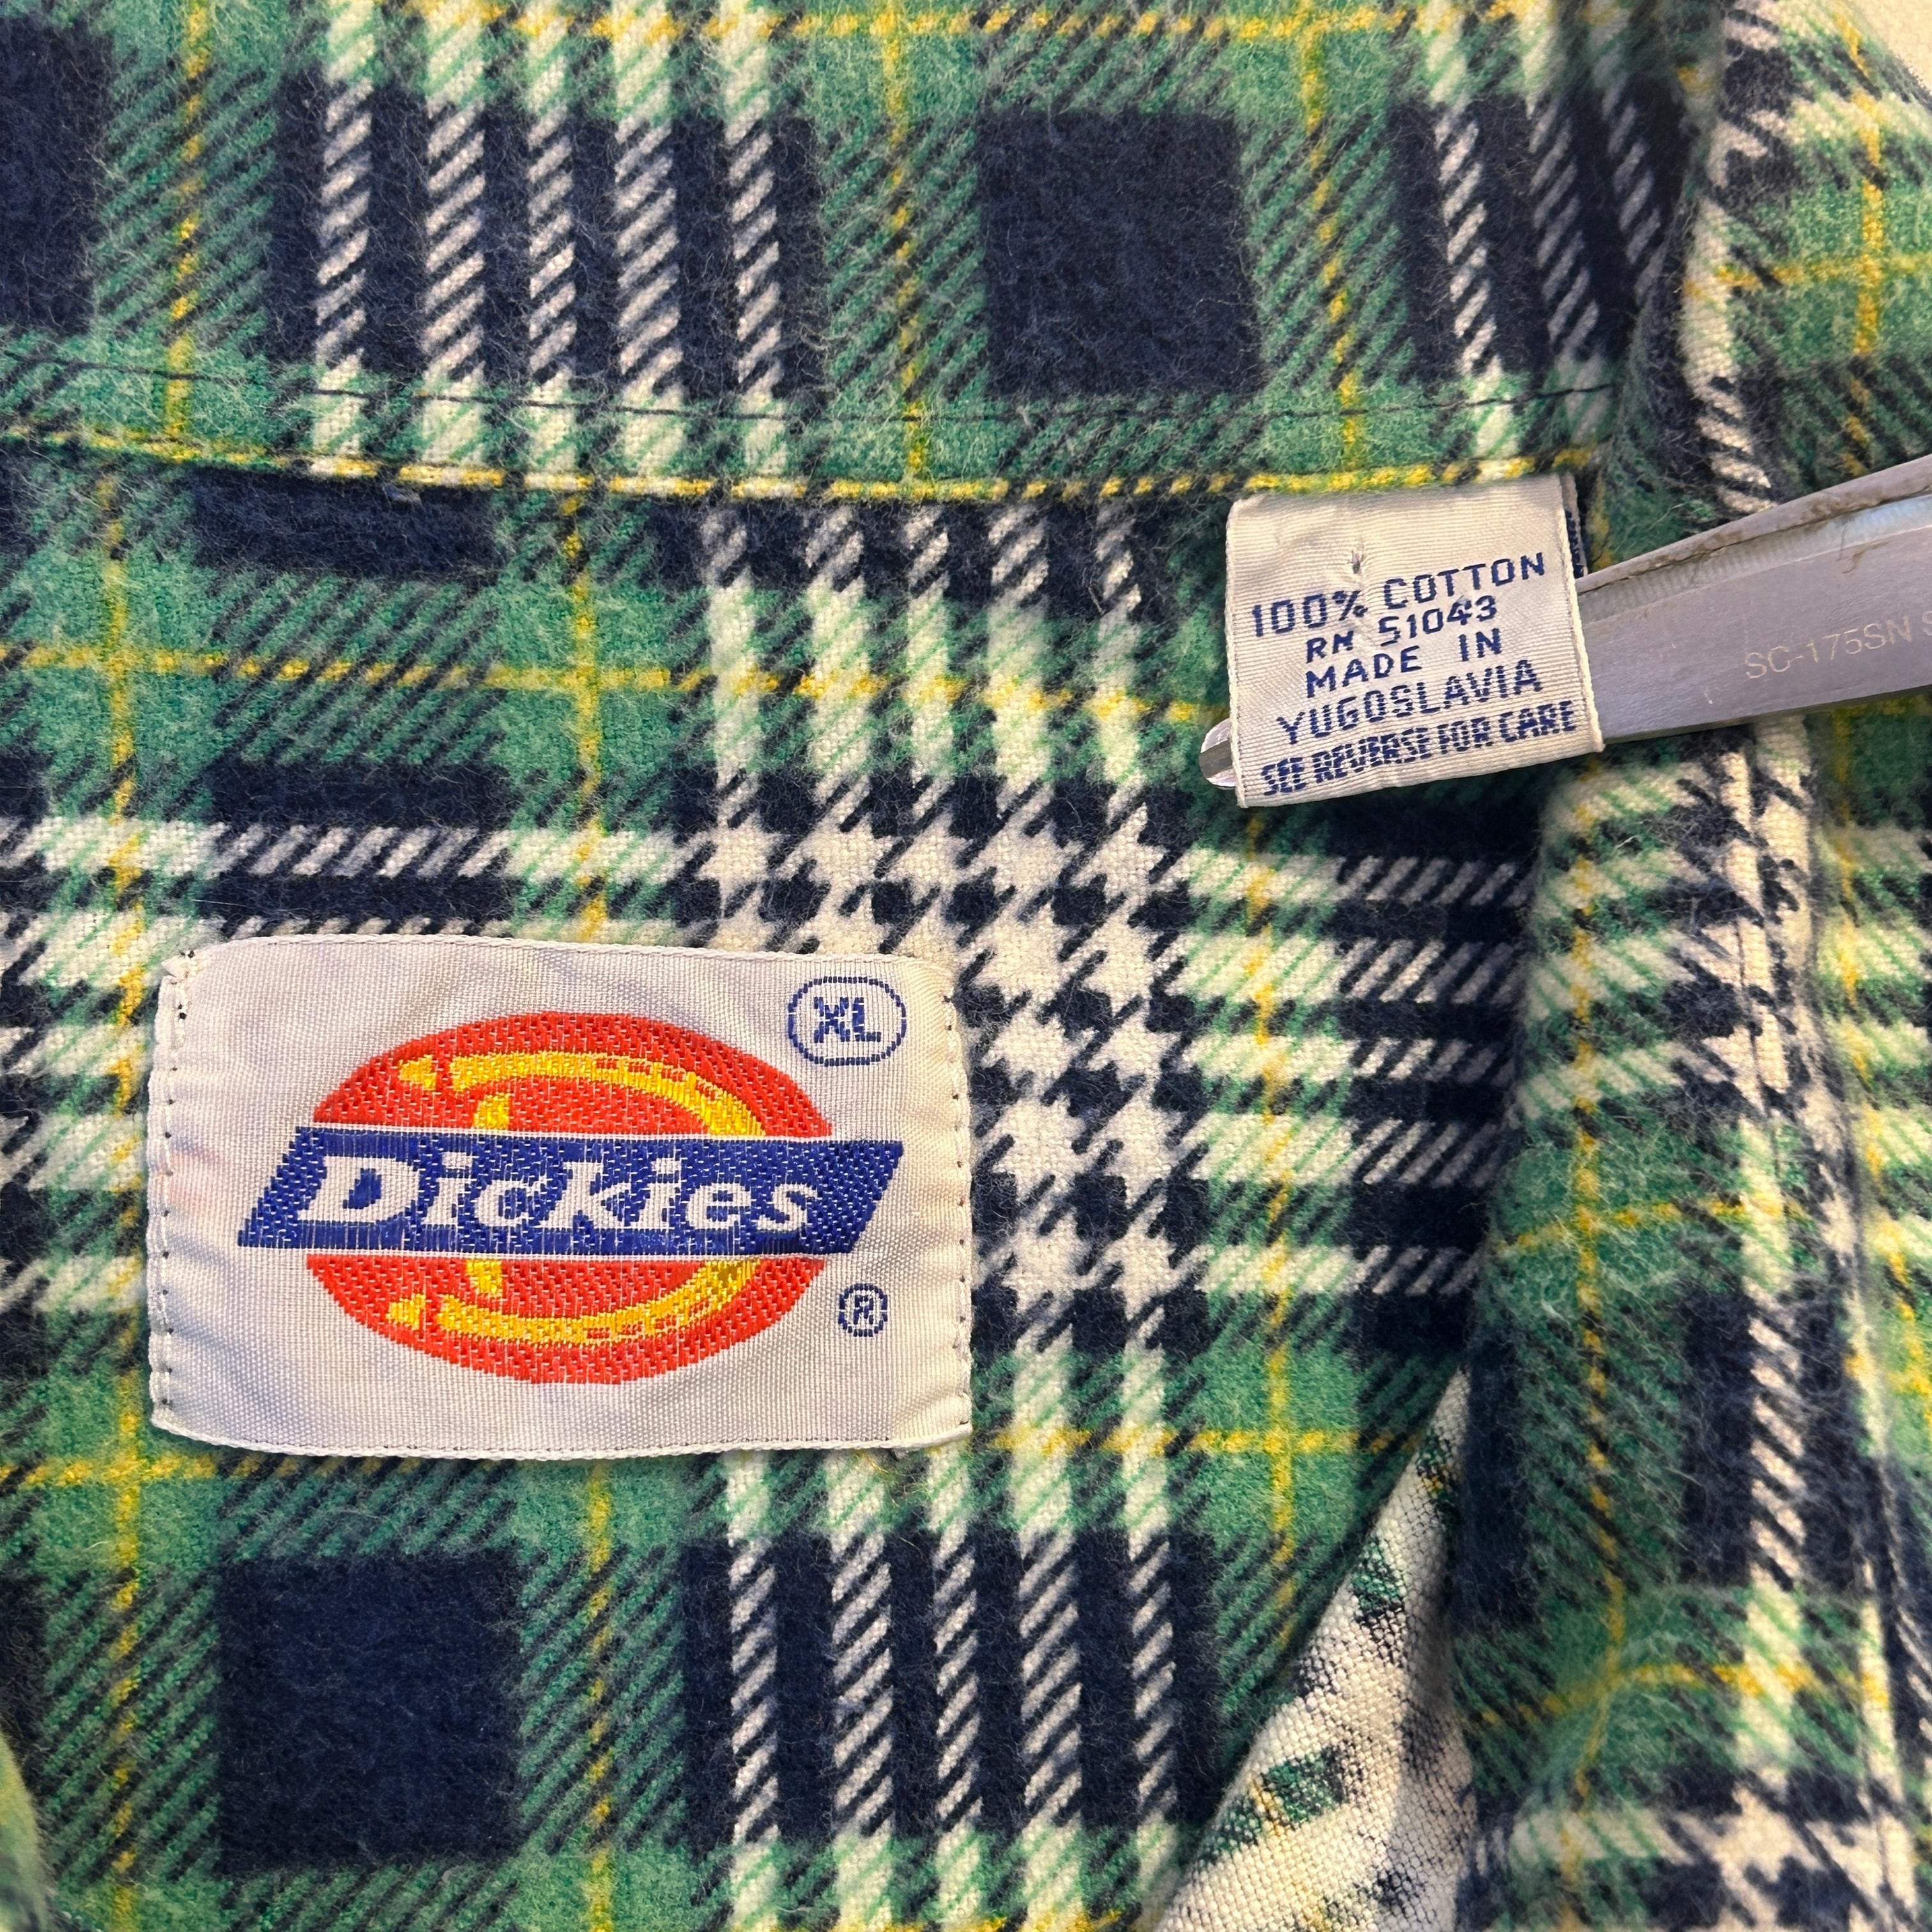 100% COTTON
RN 51043
MADE IN
YUGOSLAVIA
SEE REVERSE FOR CARE
SC-175SN
XL
Dickies
®